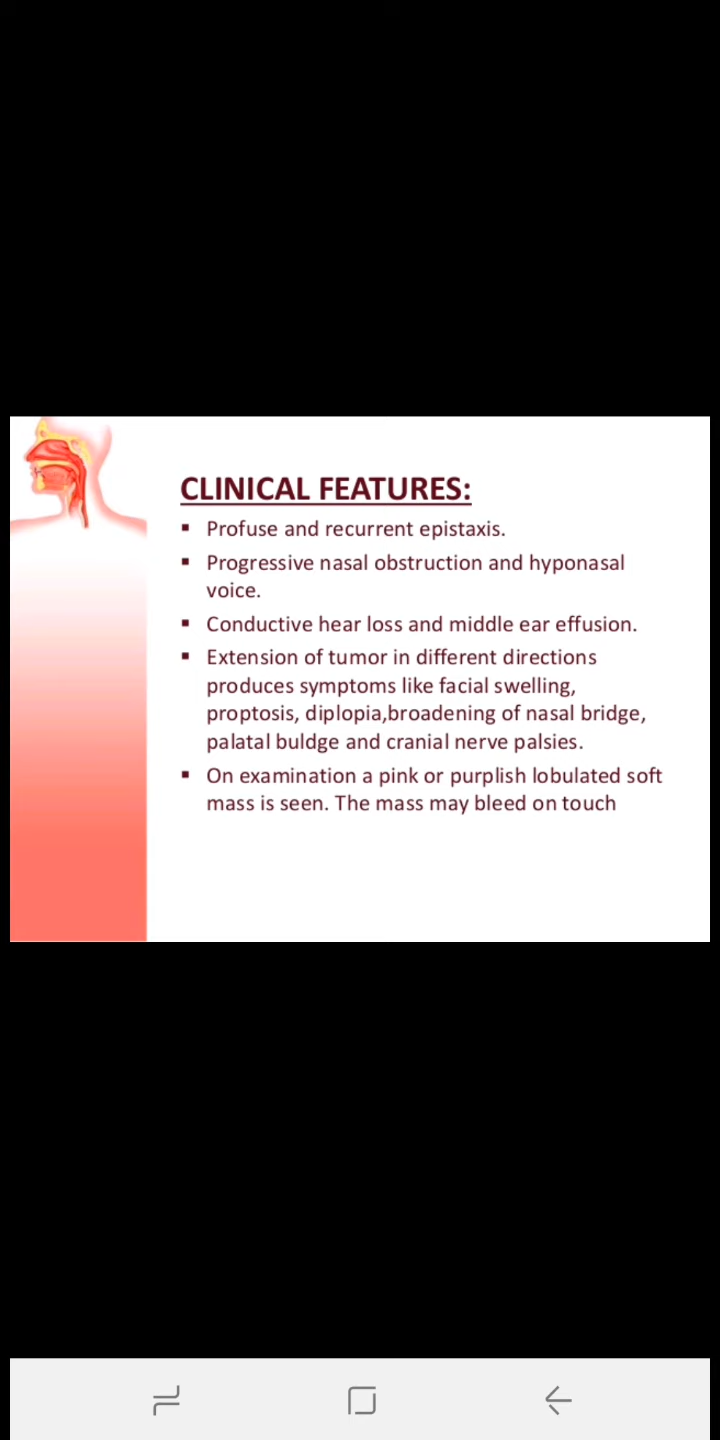 CLINICAL FEATURES:
▪ Profuse and recurrent epistaxis.
▪ Progressive nasal obstruction and hyponasal
voice.
▪ Conductive hear loss and middle ear effusion.
▪ Extension of tumor in different directions
produces symptoms like facial swelling,
proptosis, diplopia,broadening of nasal bridge,
palatal buldge and cranial nerve palsies.
▪ On examination a pink or purplish lobulated soft
mass is seen. The mass may bleed on touch